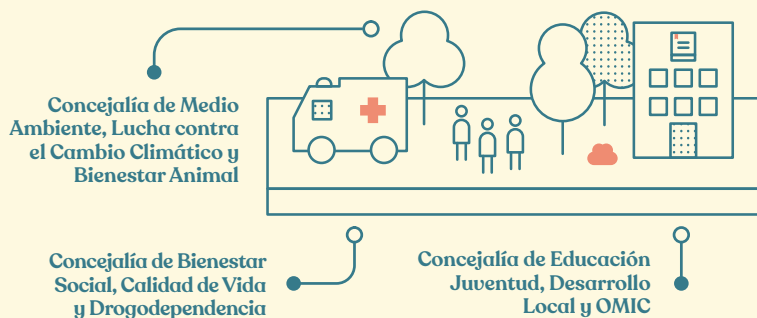 Concejalía de Medio
Ambiente, Lucha contra
el Cambio Climático y
Bienestar Animal
Concejalía de Bienestar
Social, Calidad de Vida
y Drogodependencia
Concejalía de Educación
Juventud, Desarrollo
Local y OMIC